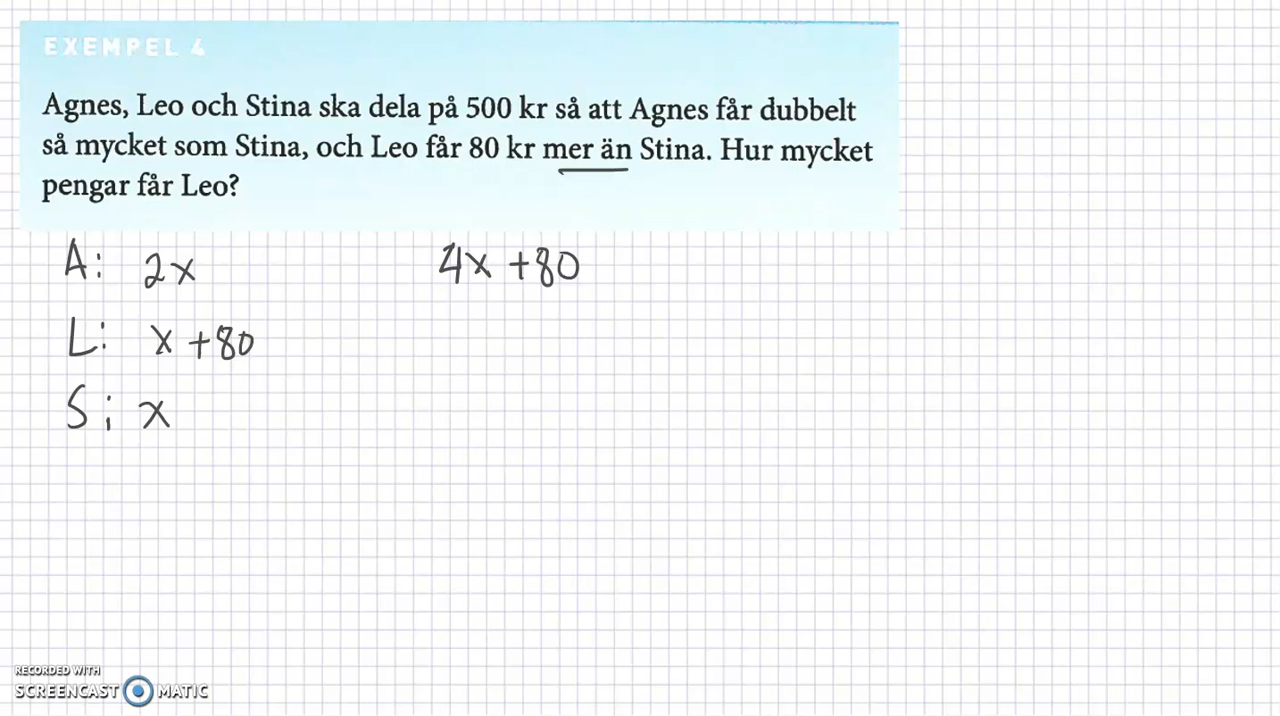 EXEMPEL 4
Agnes, Leo och Stina ska dela på 500 kr så att Agnes får dubbelt
så mycket som Stina, och Leo får 80 kr mer än Stina. Hur mycket
pengar får Leo?
A: 2x
4x +80
L: x +80
S: x
RECORDED WITH
SCREENCAST MATIC